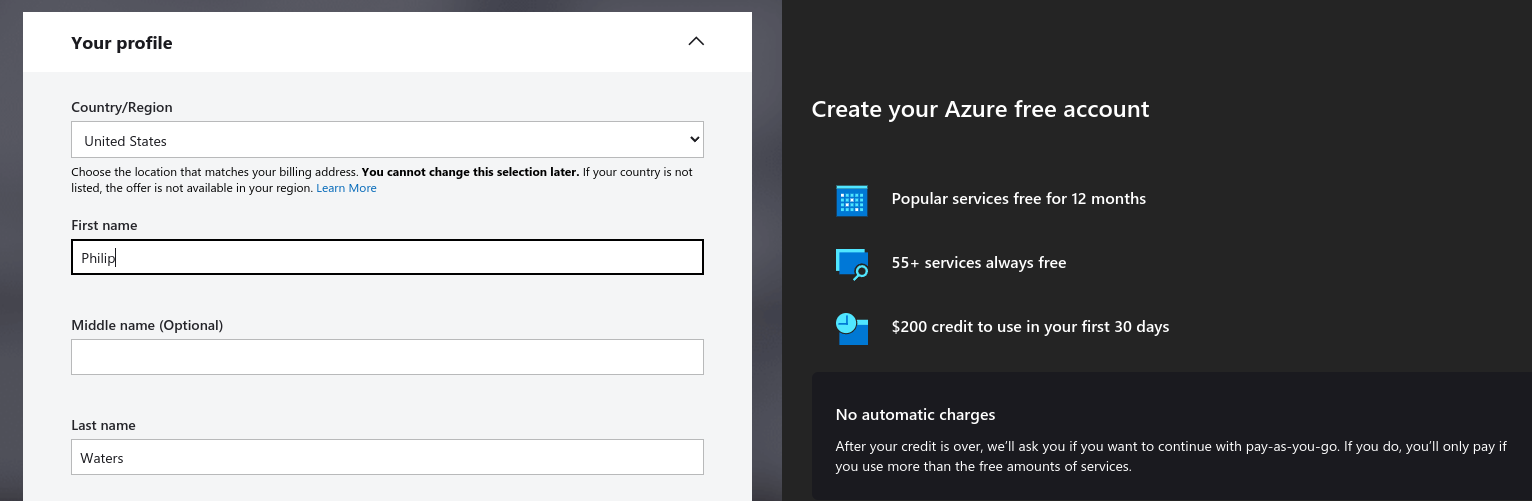 Your profile
Country/Region
United States
Choose the location that matches your billing address. You cannot change this selection later. If your country is not
listed, the offer is not available in your region. Learn More
First name
Philip
Middle name (Optional)
Last name
Waters
Create your Azure free account
Popular services free for 12 months
55+ services always free
$200 credit to use in your first 30 days
No automatic charges
After your credit is over, we’ll ask you if you want to continue with pay-as-you-go. If you do, you’ll only pay if
you use more than the free amounts of services.